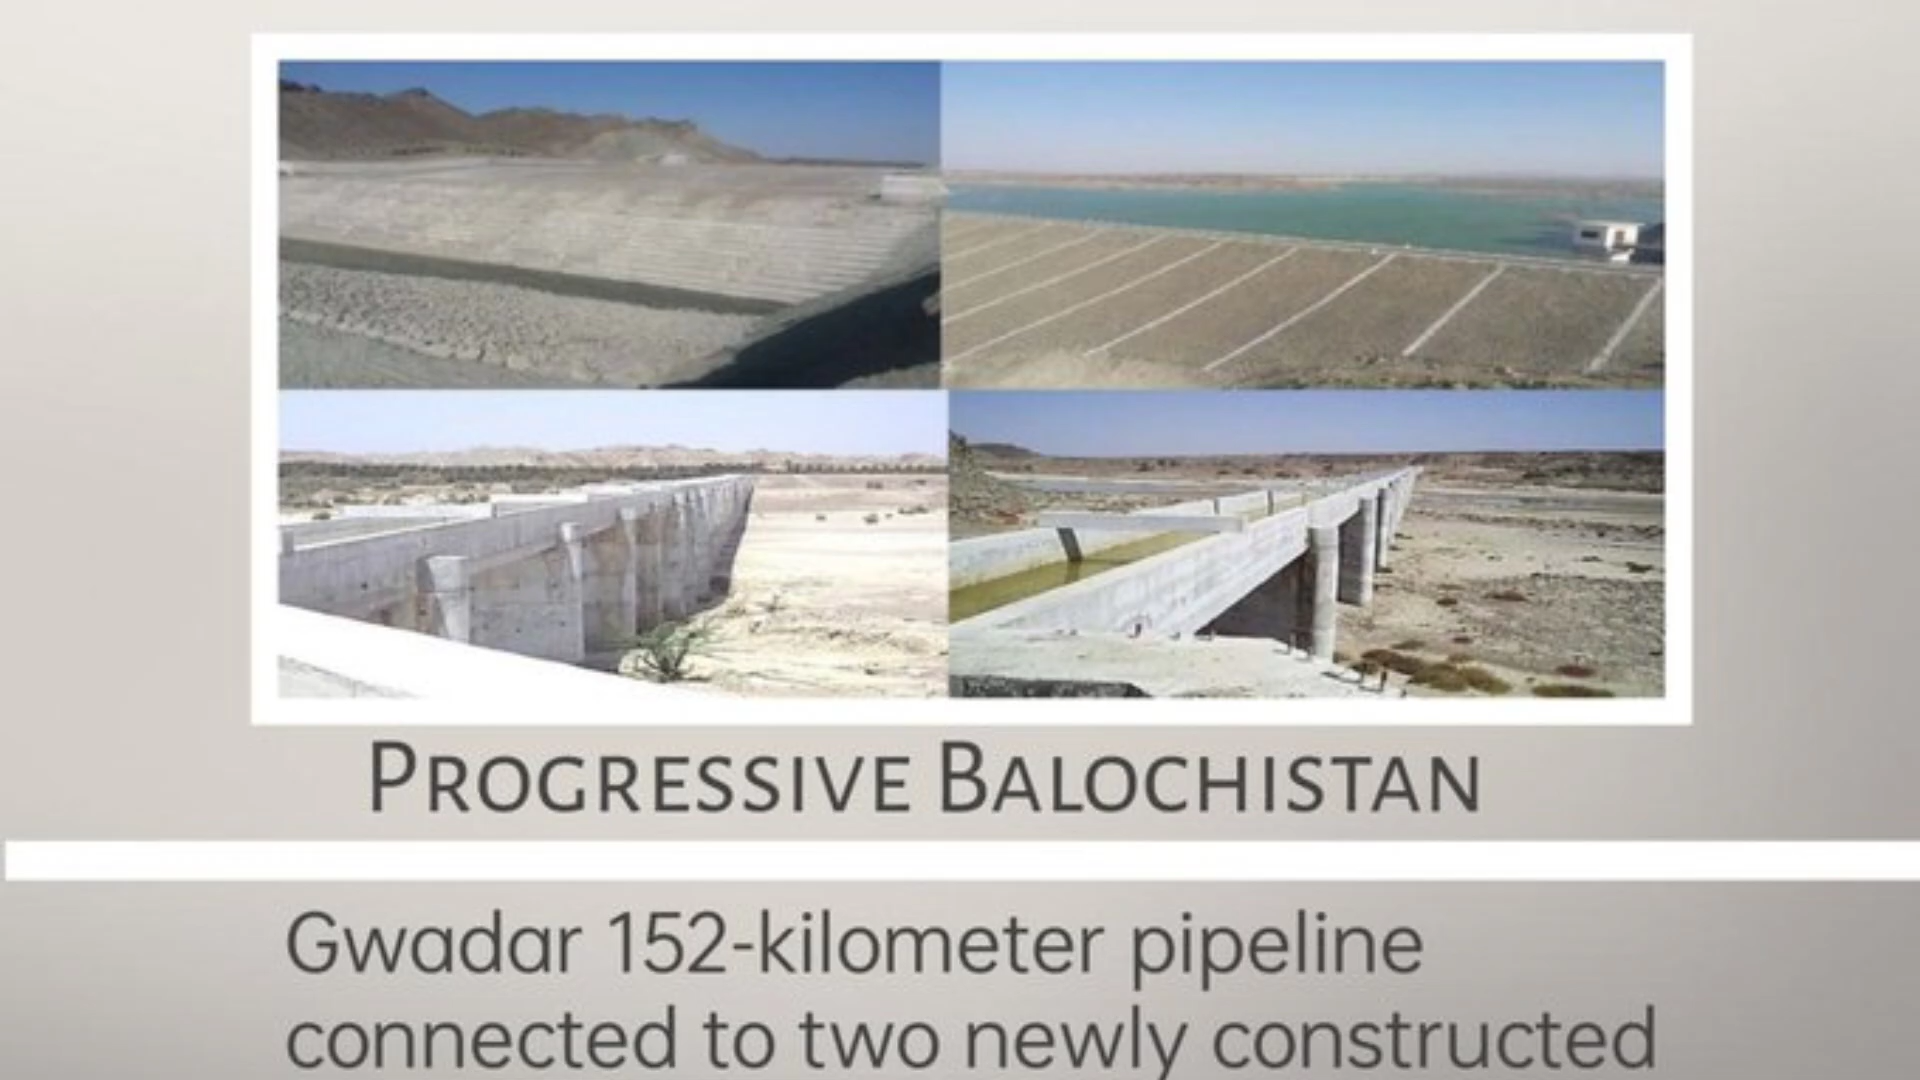 PROGRESSIVE BALOCHISTAN
Gwadar 152-kilometer pipeline
connected to two newly constructed